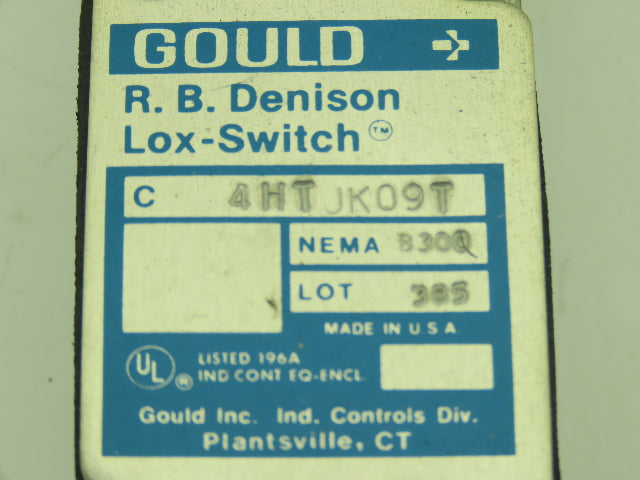 GOULD
R. B. Denison
Lox-Switch™
C 4HTJK09T
NEMA B300
LOT 385
MADE IN U.S.A
UL® LISTED 196A
IND CONT EQ-ENCL
Gould Inc. Ind. Controls Div.
Plantsville, CT